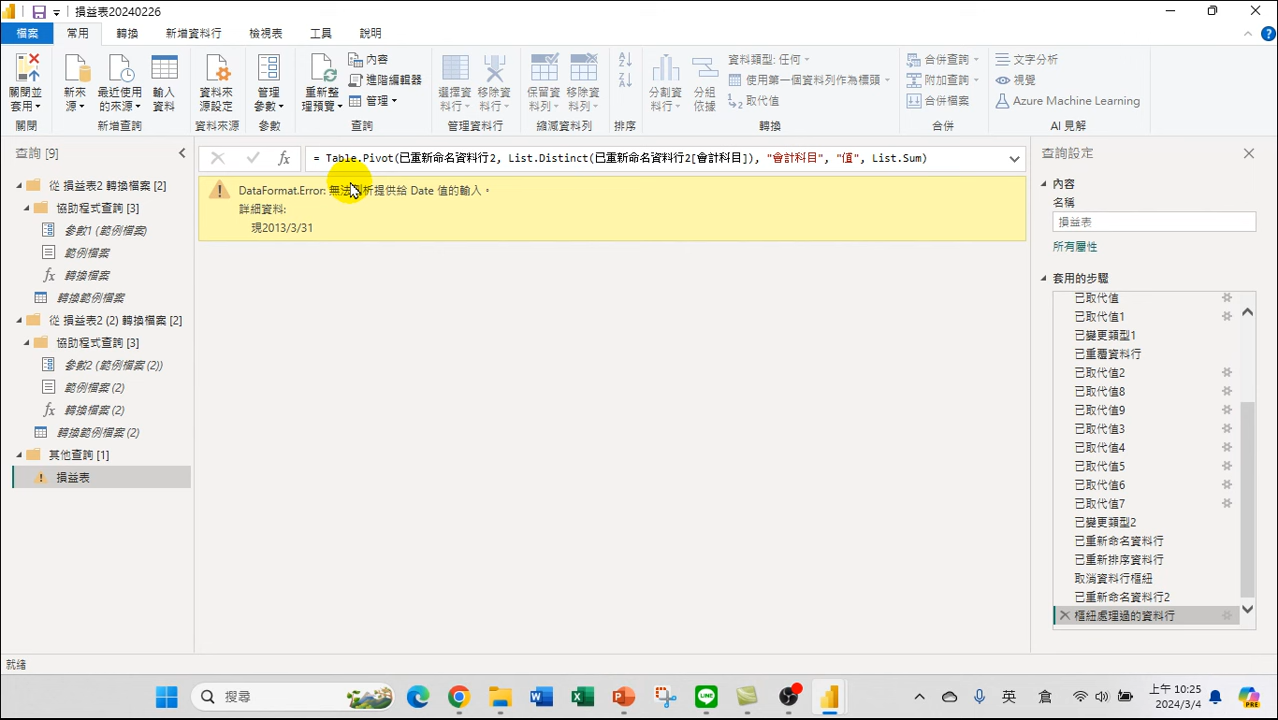 損益表20240226
檔案 常用 轉換 新增資料行 檢視表 工具 說明
關閉並套用 新來源 最近使用的來源 輸入資料 資料來源設定 管理參數 重新整理預覽 內容 進階編輯器 管理 選擇資料行 移除資料行 保留資料列 移除資料列 分割資料行 分組依據 資料類型: 任何 使用第一個資料列作為標頭 取代值 合併查詢 附加查詢 合併檔案 文字分析 視覺 Azure Machine Learning
關閉 新增查詢 資料來源 參數 查詢 管理資料行 縮減資料列 排序 轉換 合併 AI 見解
查詢 [9]
從 損益表2 轉換檔案 [2]
協助程式查詢 [3]
參數1 (範例檔案)
範例檔案
轉換檔案
轉換範例檔案
從 損益表2 (2) 轉換檔案 [2]
協助程式查詢 [3]
參數2 (範例檔案 (2))
範例檔案 (2)
轉換檔案 (2)
轉換範例檔案 (2)
其他查詢 [1]
損益表
= Table.Pivot(已重新命名資料行2, List.Distinct(已重新命名資料行2[會計科目]), "會計科目", "值", List.Sum)
DataFormat.Error: 無法剖析提供給 Date 值的輸入。
詳細資料:
現2013/3/31
查詢設定
內容
名稱
損益表
所有屬性
套用的步驟
已取代值
已取代值1
已變更類型1
已重覆資料行
已取代值2
已取代值8
已取代值9
已取代值3
已取代值4
已取代值5
已取代值6
已取代值7
已變更類型2
已重新命名資料行
已重新排序資料行
取消資料行樞紐
已重新命名資料行2
樞紐處理過的資料行
就緒
搜尋
英 倉
上午 10:25
2024/3/4
PRE